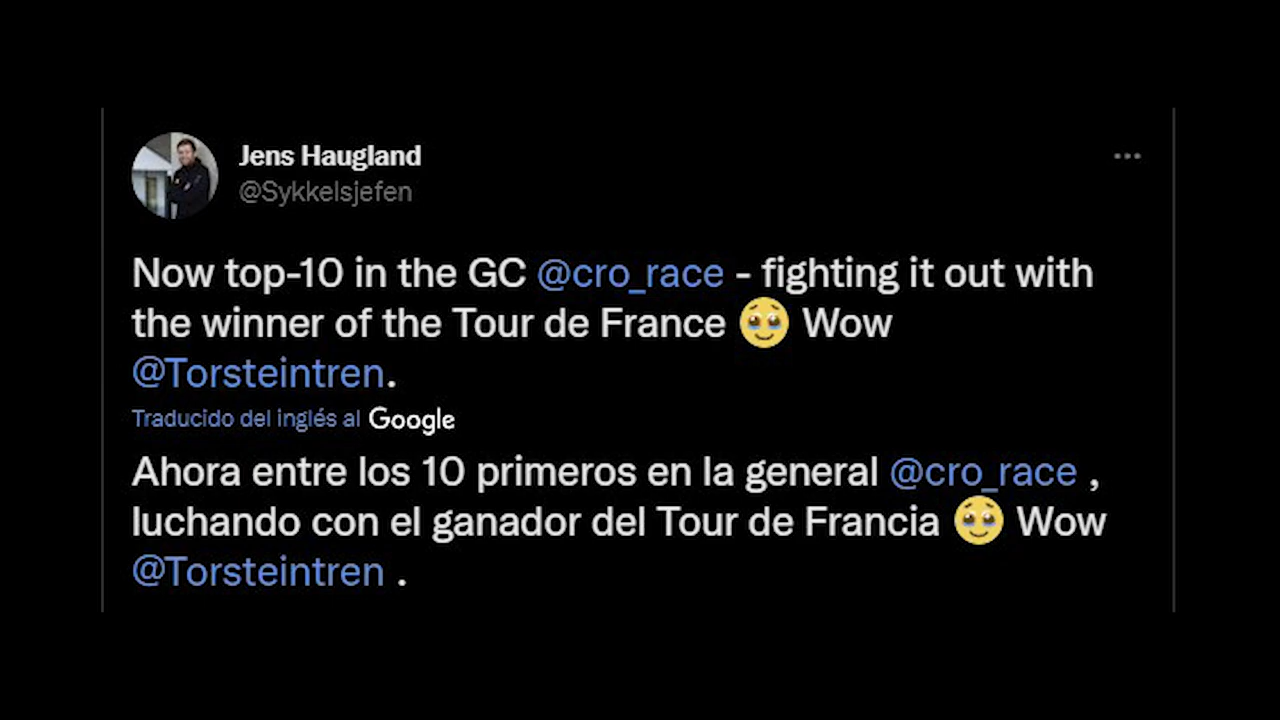 Jens Haugland
@Sykkelsjefen
Now top-10 in the GC @cro_race - fighting it out with
the winner of the Tour de France 🥹 Wow
@Torsteintren.
Traducido del inglés al Google
Ahora entre los 10 primeros en la general @cro_race ,
luchando con el ganador del Tour de Francia 🥹 Wow
@Torsteintren .